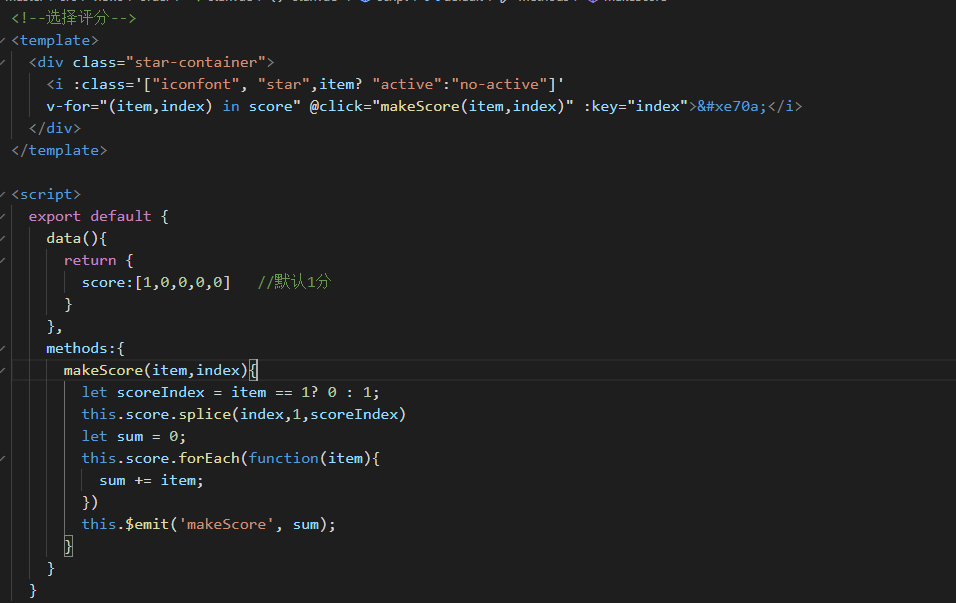 <!--选择评分-->
<template>
  <div class="star-container">
    <i :class='["iconfont", "star",item? "active":"no-active"]'
    v-for="(item,index) in score" @click="makeScore(item,index)" :key="index">&#xe70a;</i>
  </div>
</template>

<script>
  export default {
    data(){
      return {
        score:[1,0,0,0,0]   //默认1分
      }
    },
    methods:{
      makeScore(item,index){
        let scoreIndex = item == 1? 0 : 1;
        this.score.splice(index,1,scoreIndex)
        let sum = 0;
        this.score.forEach(function(item){
          sum += item;
        })
        this.$emit('makeScore', sum);
      }
    }
  }